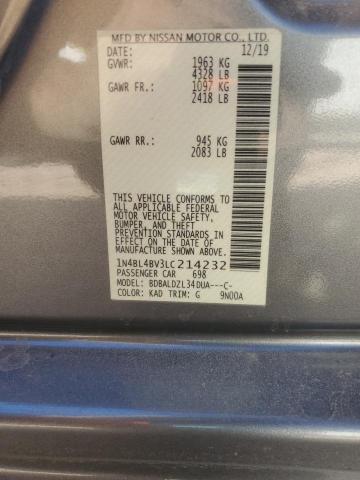 MFD BY NISSAN MOTOR CO., LTD.
DATE: 12/19
GVWR: 1963 KG
4328 LB
GAWR FR.: 1097 KG
2418 LB
GAWR RR.: 945 KG
2083 LB
THIS VEHICLE CONFORMS TO
ALL APPLICABLE FEDERAL
MOTOR VEHICLE SAFETY,
BUMPER, AND THEFT
PREVENTION STANDARDS IN
EFFECT ON THE DATE OF
MANUFACTURE SHOWN ABOVE.
1N4BL4BV3LC214232
PASSENGER CAR 698
MODEL: BDBALDZL34DUA---C-
COLOR: KAD TRIM: G 9N00A